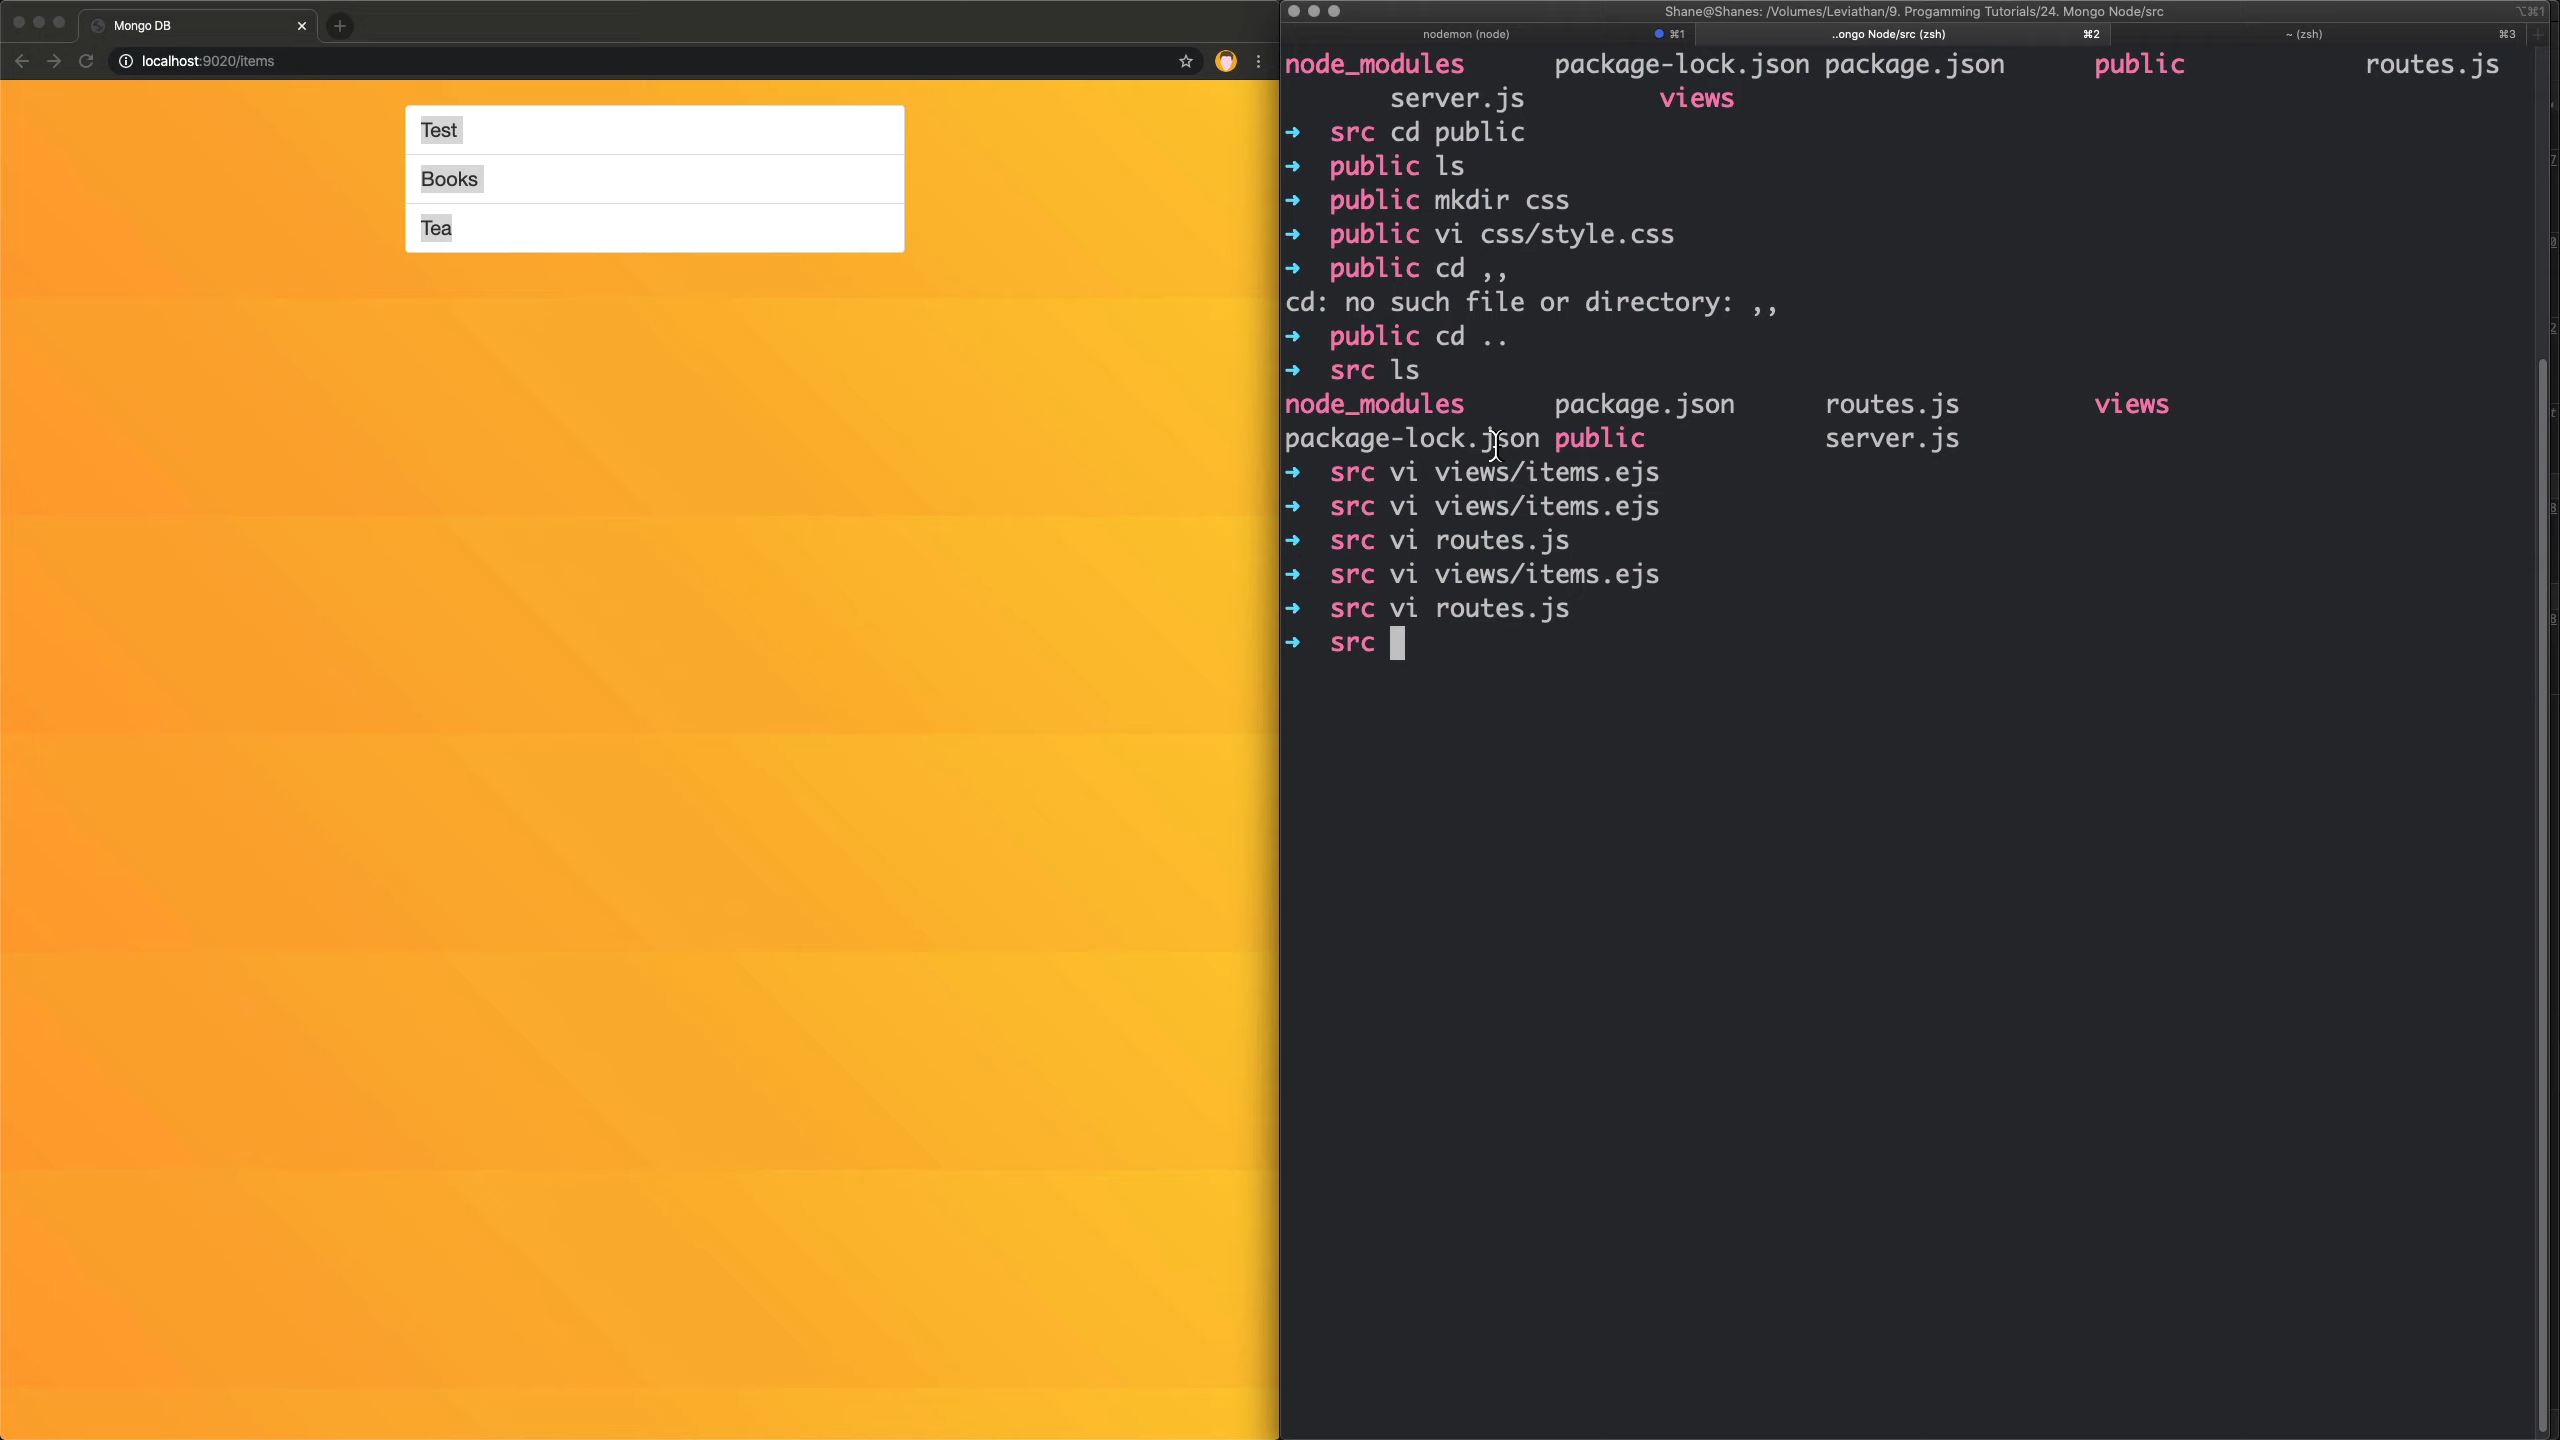 Mongo DB
localhost:9020/items
Test
Books
Tea
Shane@Shanes: /Volumes/Leviathan/9. Progamming Tutorials/24. Mongo Node/src
⌥⌘1
nodemon (node) ⌘1
..ongo Node/src (zsh) ⌘2
~ (zsh) ⌘3
node_modules package-lock.json package.json public routes.js
server.js views
➜ src cd public
➜ public ls
➜ public mkdir css
➜ public vi css/style.css
➜ public cd ,,
cd: no such file or directory: ,,
➜ public cd ..
➜ src ls
node_modules package.json routes.js views
package-lock.json public server.js
➜ src vi views/items.ejs
➜ src vi views/items.ejs
➜ src vi routes.js
➜ src vi views/items.ejs
➜ src vi routes.js
➜ src